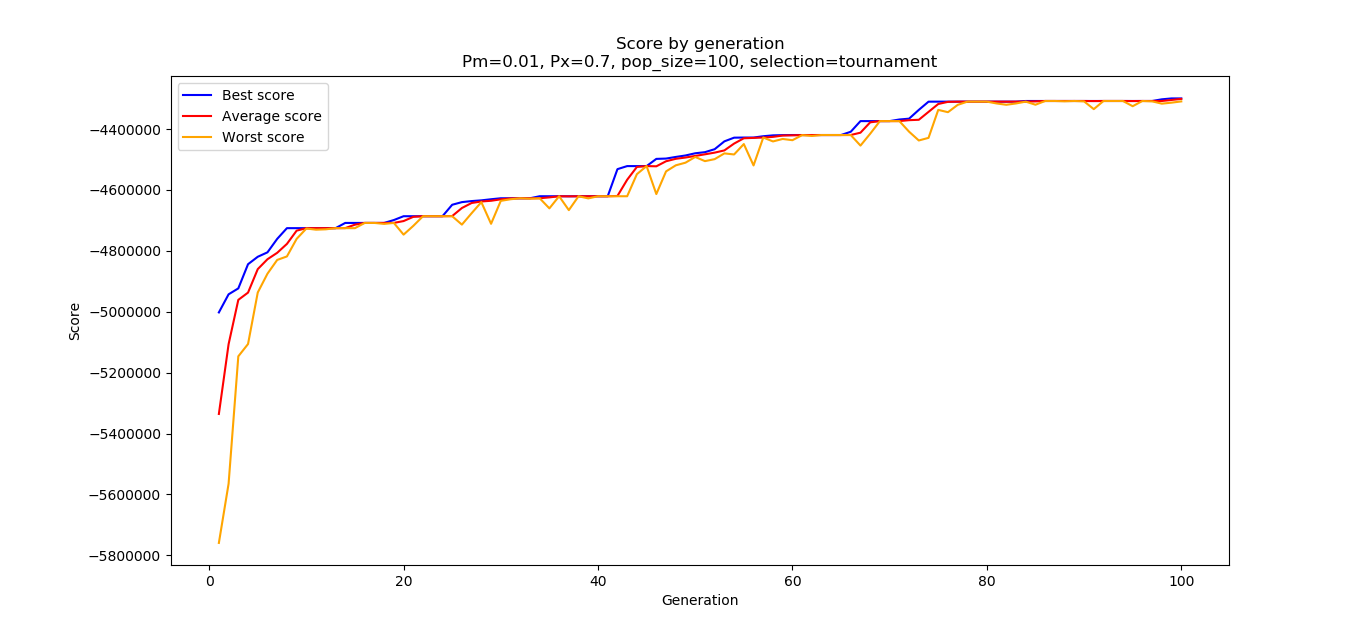 Score by generation
Pm=0.01, Px=0.7, pop_size=100, selection=tournament
Best score
Average score
Worst score
−4400000
−4600000
−4800000
−5000000
−5200000
−5400000
−5600000
−5800000
Score
0 20 40 60 80 100
Generation